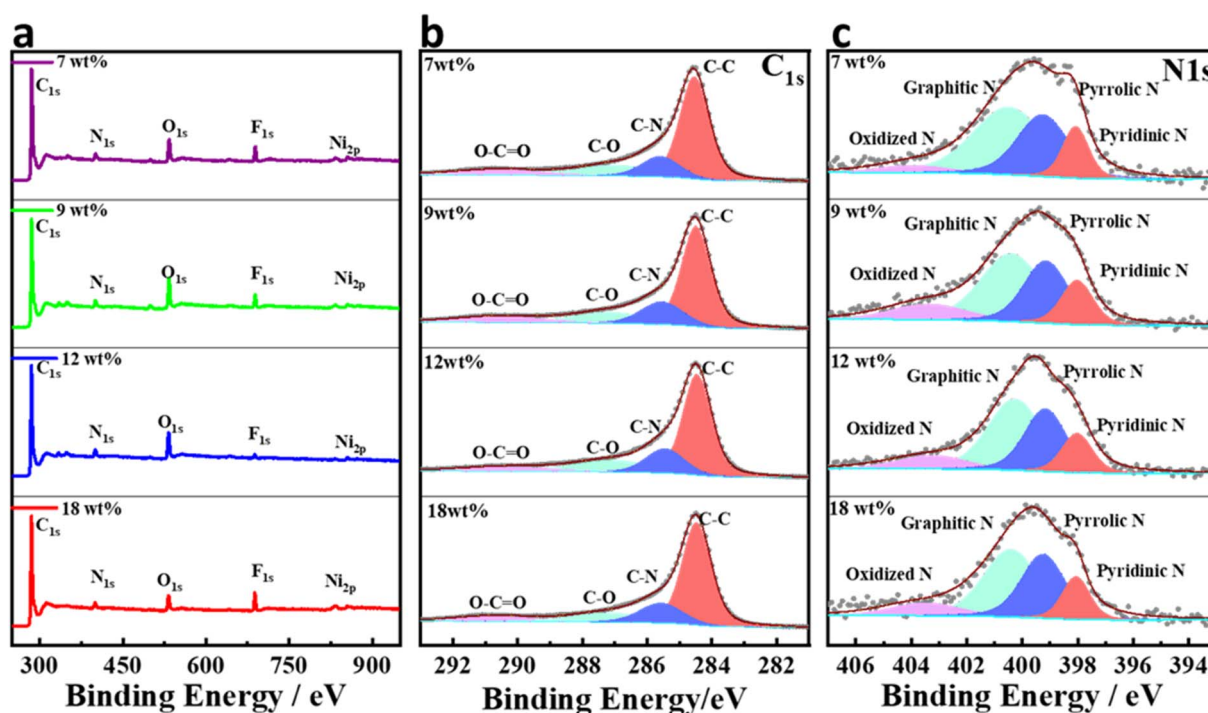 a
7 wt%
C1s
N1s
O1s
F1s
Ni2p
9 wt%
C1s
N1s
O1s
F1s
Ni2p
12 wt%
C1s
N1s
O1s
F1s
Ni2p
18 wt%
C1s
N1s
O1s
F1s
Ni2p
300 450 600 750 900
Binding Energy / eV
b
7wt%
C1s
C-C
C-N
C-O
O-C=O
9wt%
C-C
C-N
C-O
O-C=O
12wt%
C-C
C-N
C-O
O-C=O
18wt%
C-C
C-N
C-O
O-C=O
292 290 288 286 284 282
Binding Energy/eV
c
7 wt%
N1s
Graphitic N
Pyrrolic N
Oxidized N
Pyridinic N
9 wt%
Graphitic N
Pyrrolic N
Oxidized N
Pyridinic N
12 wt%
Graphitic N
Pyrrolic N
Oxidized N
Pyridinic N
18 wt%
Graphitic N
Pyrrolic N
Oxidized N
Pyridinic N
406 404 402 400 398 396 394
Binding Energy / eV